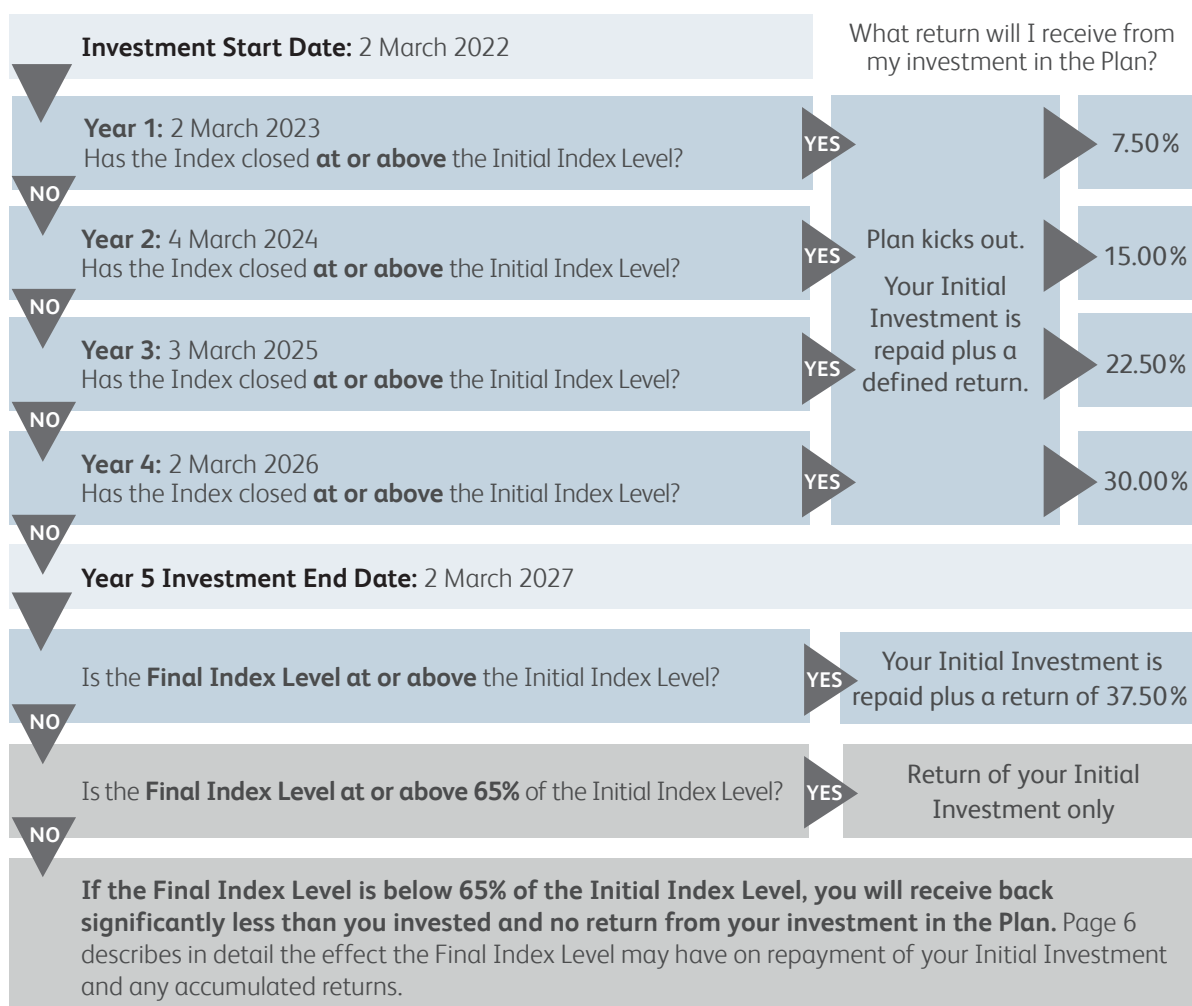 Investment Start Date: 2 March 2022
What return will I receive from
my investment in the Plan?
Year 1: 2 March 2023
Has the Index closed at or above the Initial Index Level?
YES
7.50%
NO
Year 2: 4 March 2024
Has the Index closed at or above the Initial Index Level?
YES
Plan kicks out.
Your Initial
Investment is
repaid plus a
defined return.
15.00%
NO
Year 3: 3 March 2025
Has the Index closed at or above the Initial Index Level?
YES
22.50%
NO
Year 4: 2 March 2026
Has the Index closed at or above the Initial Index Level?
YES
30.00%
NO
Year 5 Investment End Date: 2 March 2027
Is the Final Index Level at or above the Initial Index Level?
YES
Your Initial Investment is
repaid plus a return of 37.50%
NO
Is the Final Index Level at or above 65% of the Initial Index Level?
YES
Return of your Initial
Investment only
NO
If the Final Index Level is below 65% of the Initial Index Level, you will receive back
significantly less than you invested and no return from your investment in the Plan. Page 6
describes in detail the effect the Final Index Level may have on repayment of your Initial Investment
and any accumulated returns.